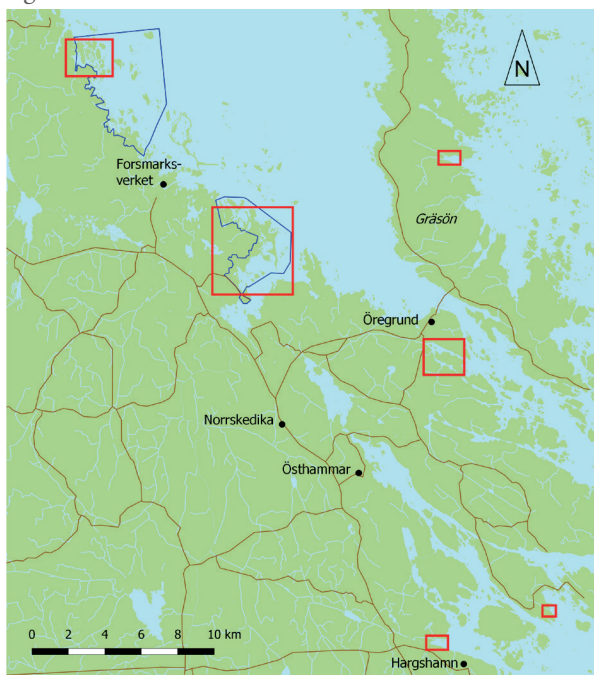 N
Forsmarks-
verket
Gräsön
Öregrund
Norrskedika
Östhammar
0 2 4 6 8 10 km
Hargshamn